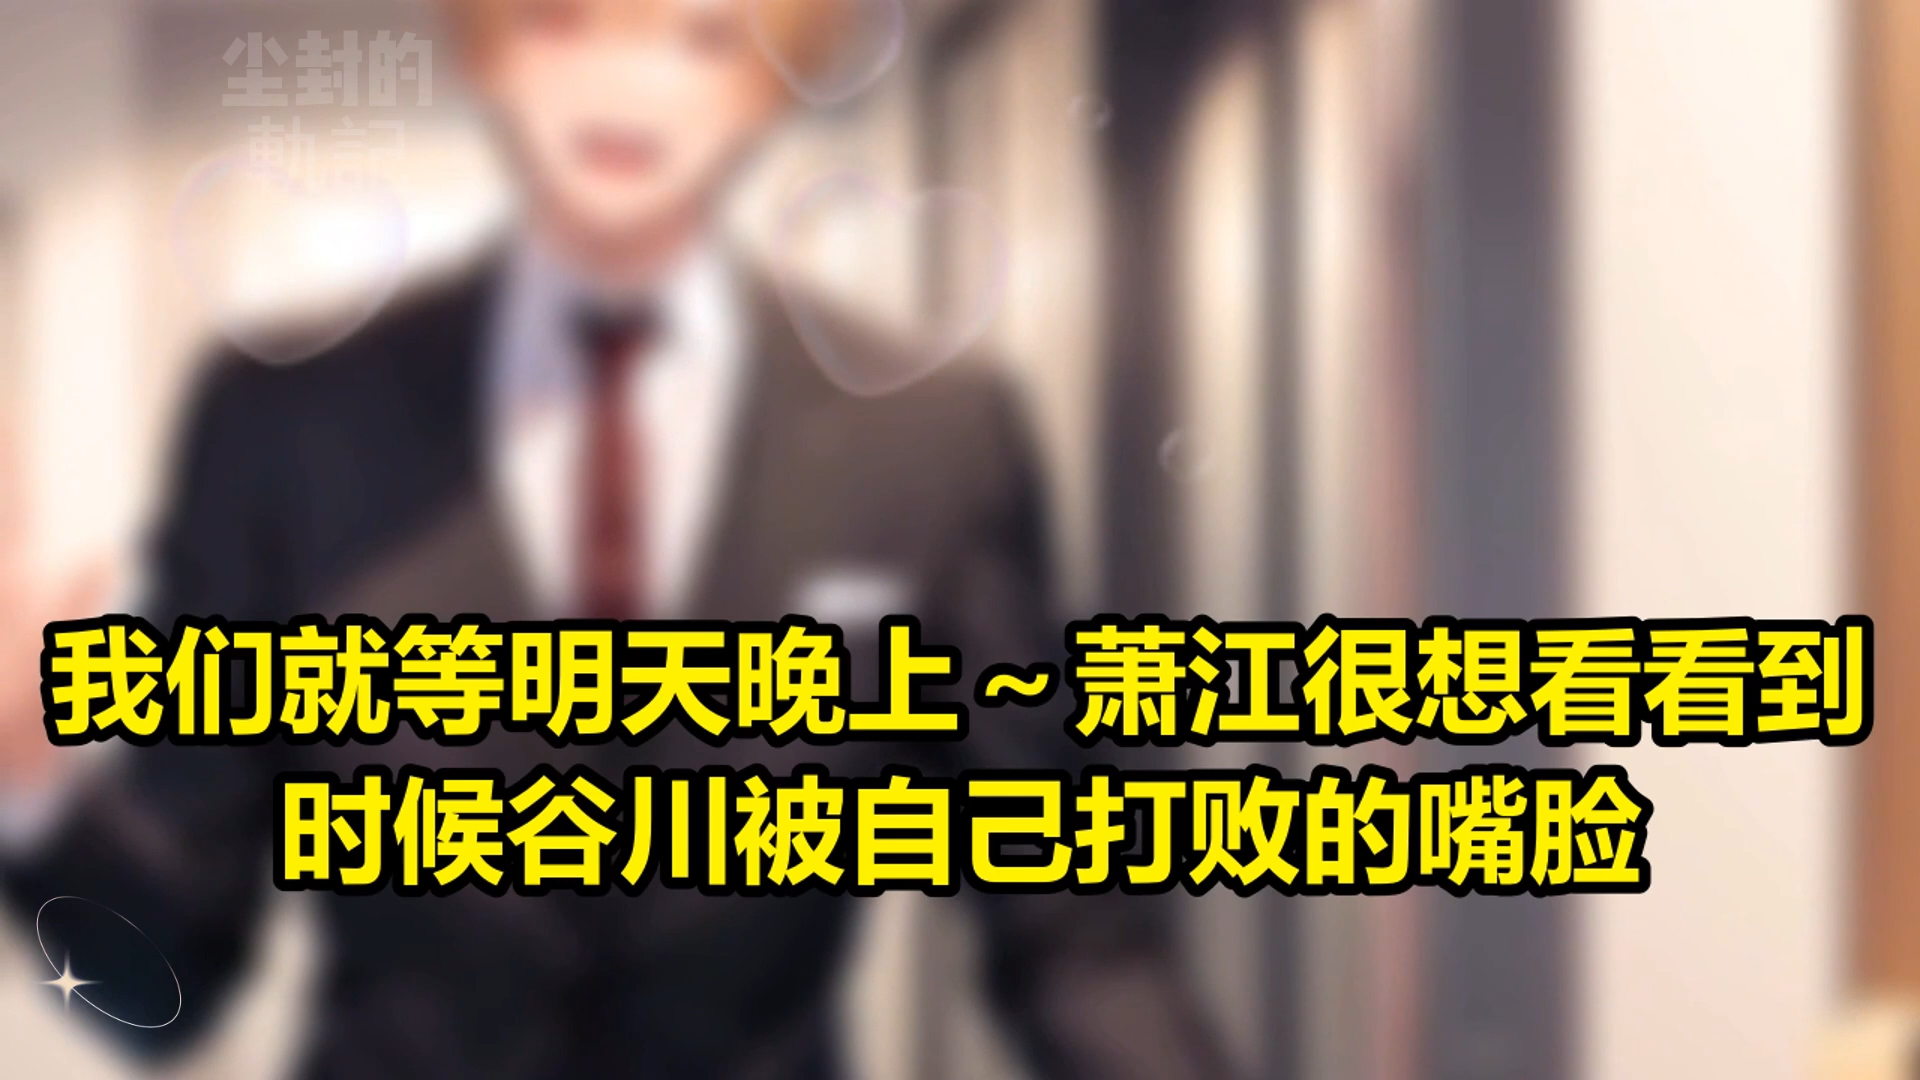 尘封的
我们就等明天晚上~萧江很想看看到
时候谷川被自己打败的嘴脸